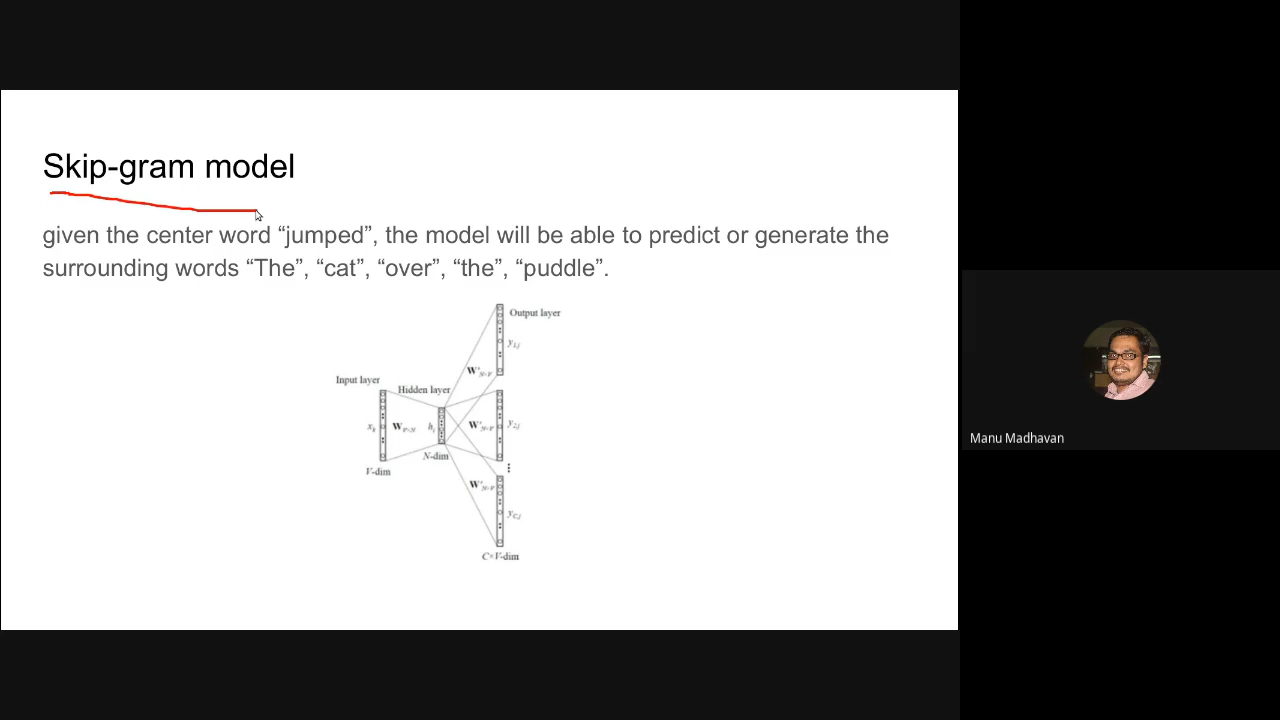 Skip-gram model
given the center word “jumped”, the model will be able to predict or generate the
surrounding words “The”, “cat”, “over”, “the”, “puddle”.
Output layer
y1,j
W'N×V
Input layer
Hidden layer
xk
WV×N
hi
W'N×V
y2,j
N-dim
V-dim
W'N×V
yC,j
C×V-dim
Manu Madhavan